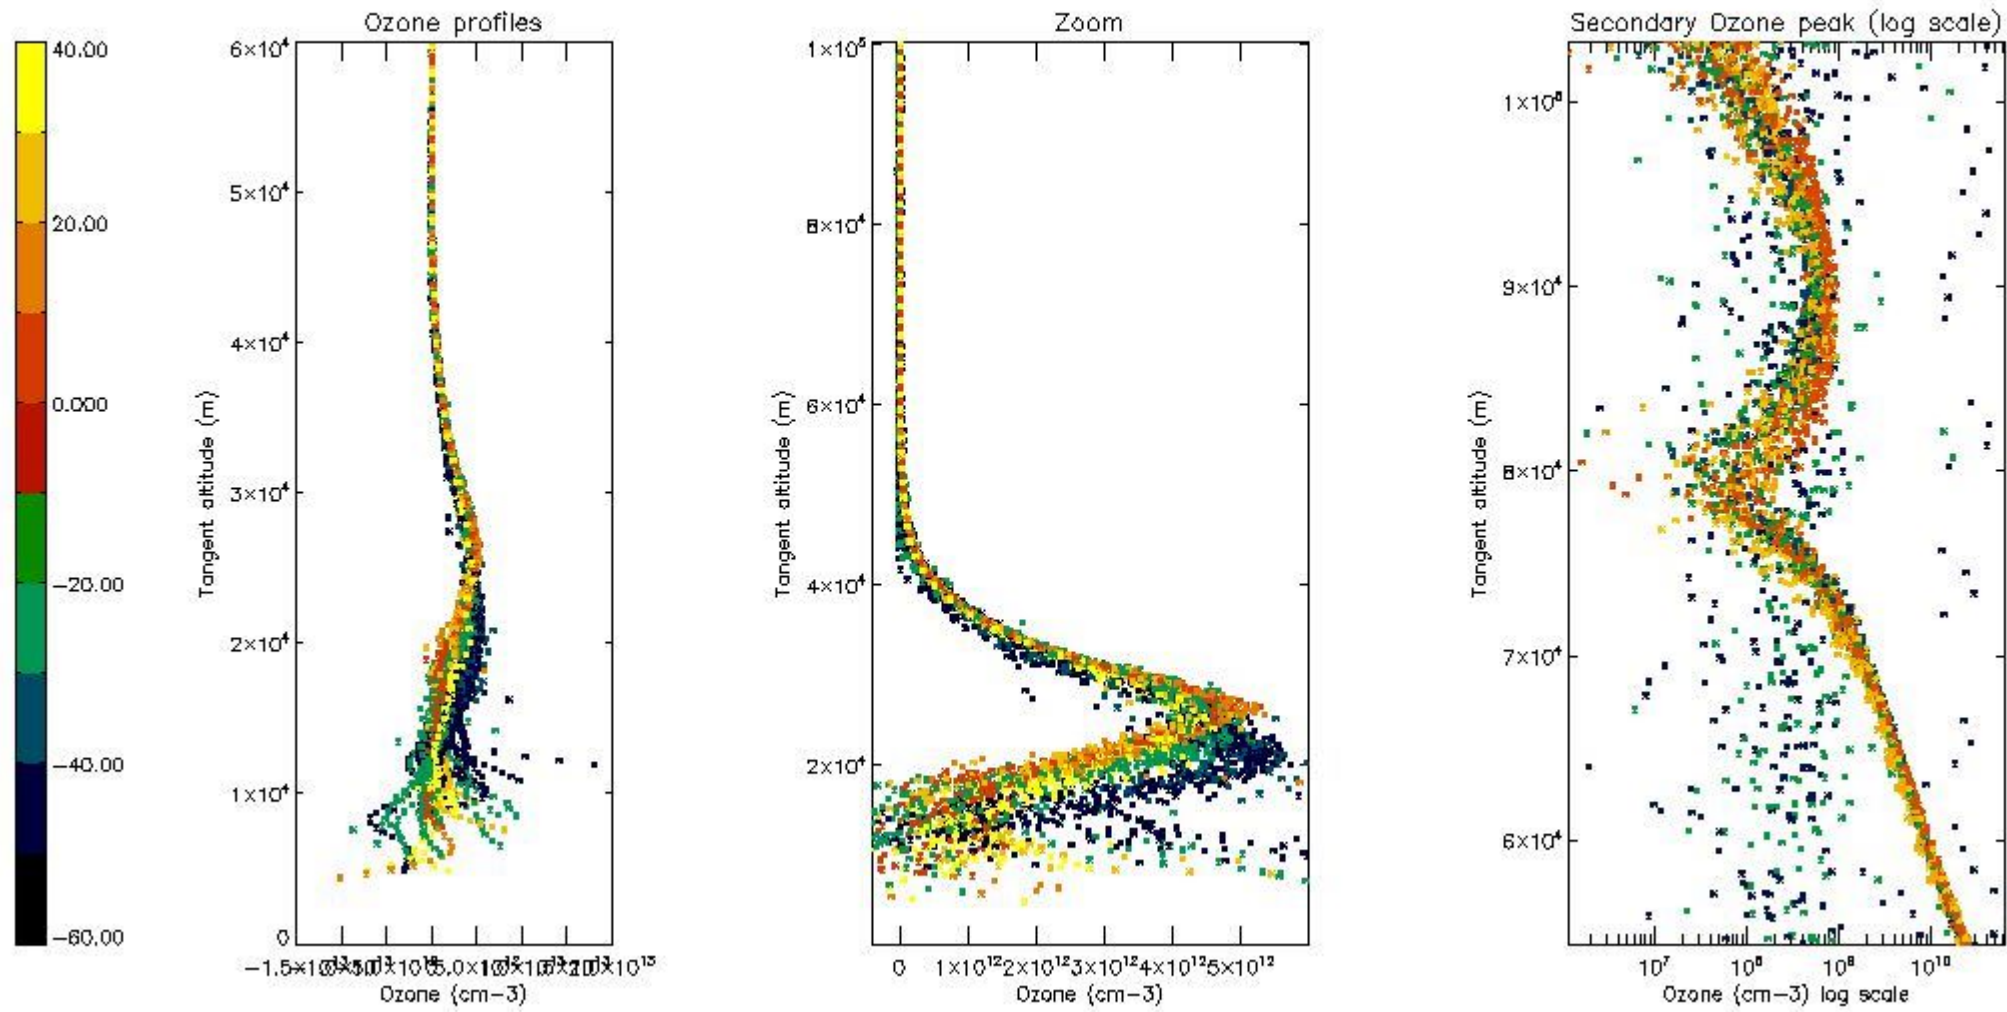 Ozone profiles
Zoom
Secondary Ozone peak (log scale)
40.00
20.00
0.000
−20.00
−40.00
−60.00
6×10⁴
5×10⁴
4×10⁴
3×10⁴
2×10⁴
1×10⁴
0
Tangent altitude (m)
Ozone (cm−3)
1×10⁵
8×10⁴
6×10⁴
4×10⁴
2×10⁴
Tangent altitude (m)
0 1×10¹² 2×10¹² 3×10¹² 4×10¹² 5×10¹²
Ozone (cm−3)
1×10⁵
9×10⁴
8×10⁴
7×10⁴
6×10⁴
Tangent altitude (m)
10⁷ 10⁸ 10⁹ 10¹⁰
Ozone (cm−3) log scale